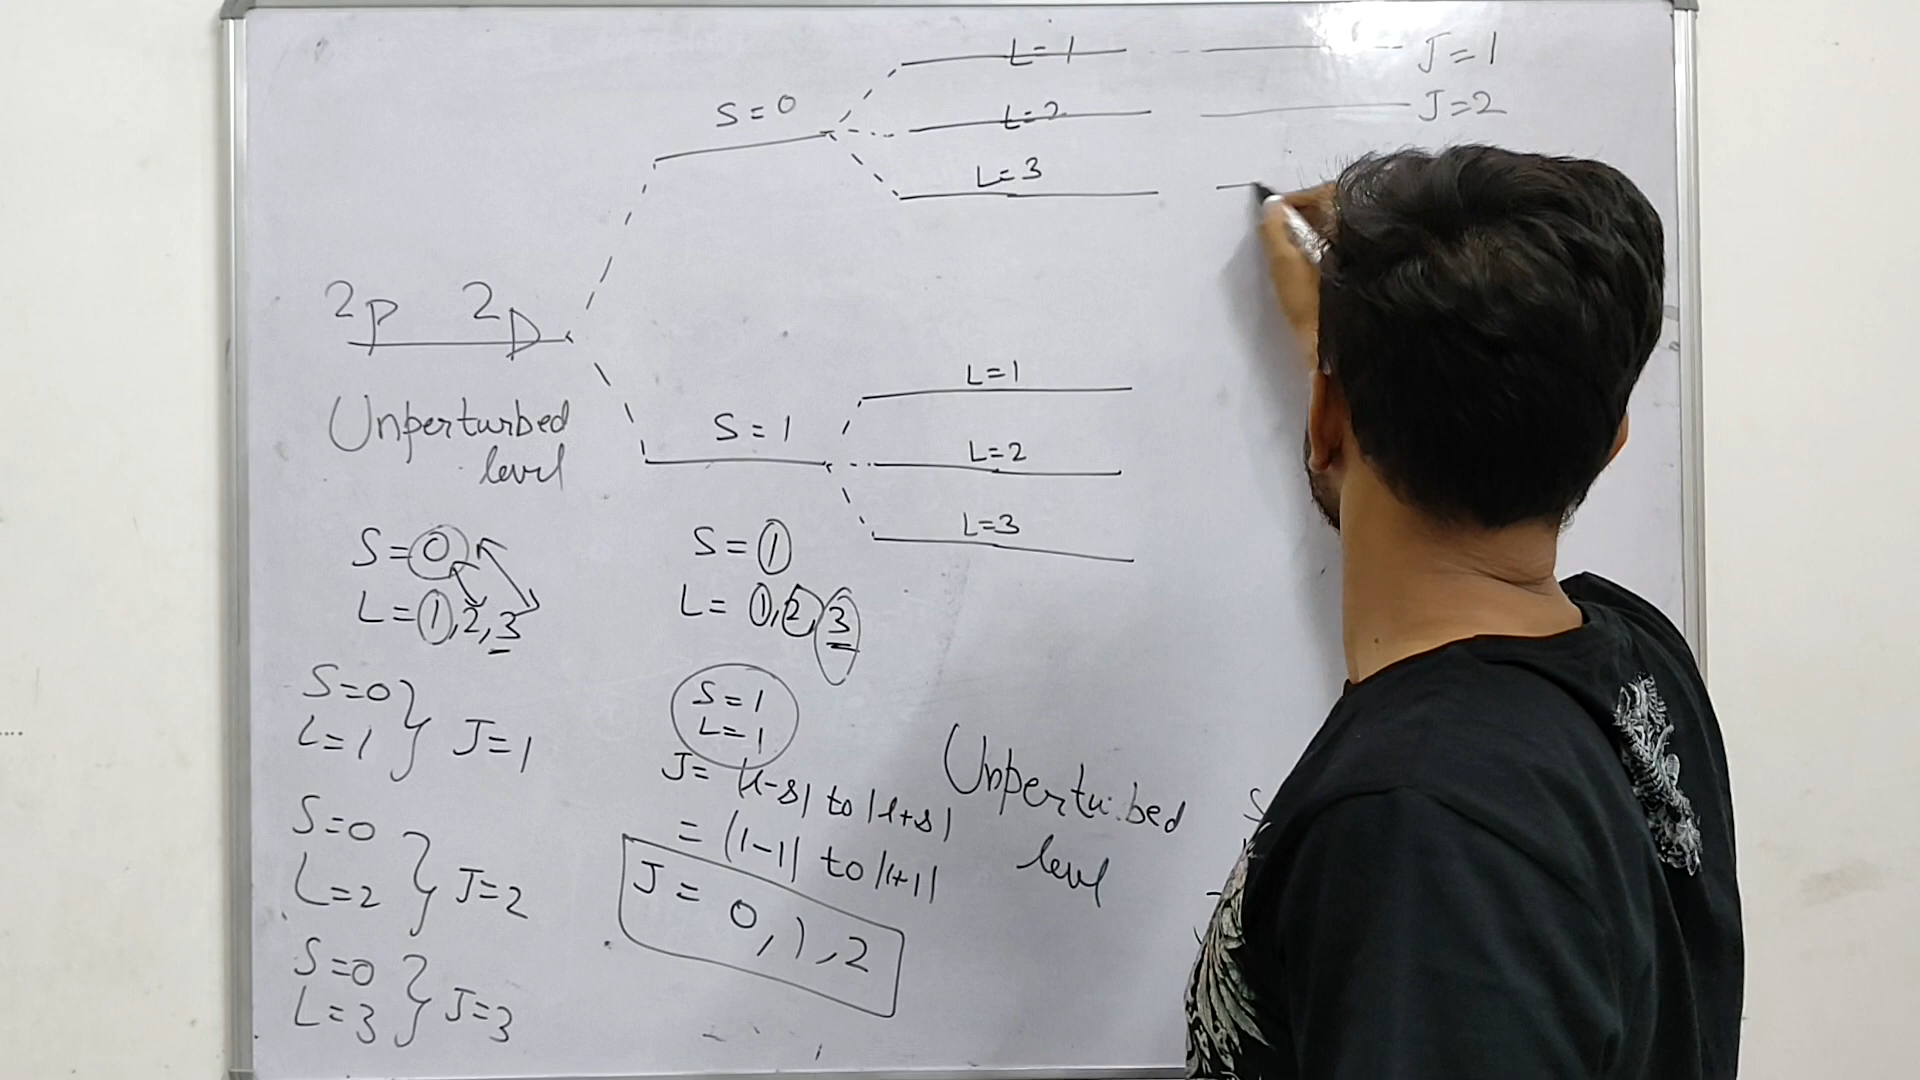 L=1 J=1
S=0 L=2 J=2
L=3
2P 2D
Unperturbed
level
L=1
S=1 L=2
L=3
S=0
L=1,2,3
S=1
L=1,2,3
S=0
L=1 } J=1
S=0
L=2 } J=2
S=0
L=3 } J=3
S=1
L=1
J= |l-s| to |l+s|
= |1-1| to |1+1|
J = 0,1,2
Unperturbed
level